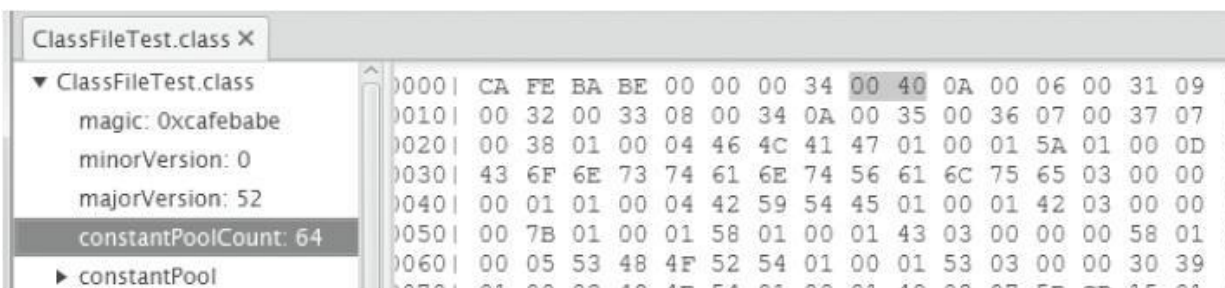 ClassFileTest.class ×
▼ ClassFileTest.class
magic: 0xcafebabe
minorVersion: 0
majorVersion: 52
constantPoolCount: 64
▶ constantPool
0000| CA FE BA BE 00 00 00 34 00 40 0A 00 06 00 31 09
0010| 00 32 00 33 08 00 34 0A 00 35 00 36 07 00 37 07
0020| 00 38 01 00 04 46 4C 41 47 01 00 01 5A 01 00 0D
0030| 43 6F 6E 73 74 61 6E 74 56 61 6C 75 65 03 00 00
0040| 00 01 01 00 04 42 59 54 45 01 00 01 42 03 00 00
0050| 00 7B 01 00 01 58 01 00 01 43 03 00 00 00 58 01
0060| 00 05 53 48 4F 52 54 01 00 01 53 03 00 00 30 39